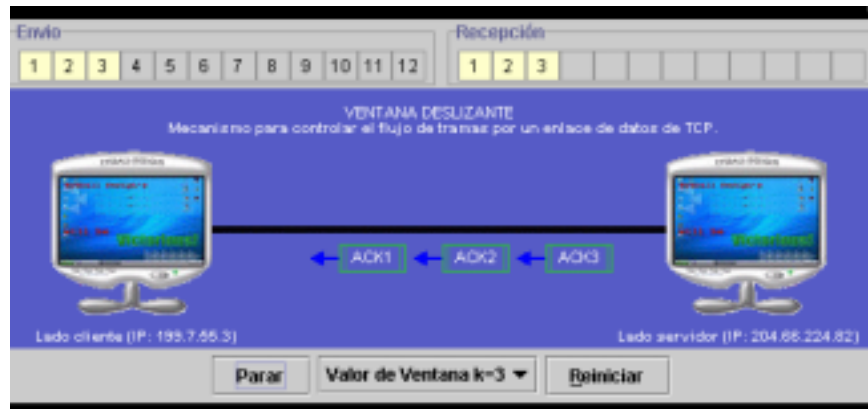 Envío
1 2 3 4 5 6 7 8 9 10 11 12
Recepción
1 2 3
VENTANA DESLIZANTE
Mecanismo para controlar el flujo de tramas por un enlace de datos de TCP.
ACK1 ACK2 ACK3
Lado cliente (IP: 199.7.55.3)
Lado servidor (IP: 204.66.224.82)
Parar
Valor de Ventana k=3
Reiniciar